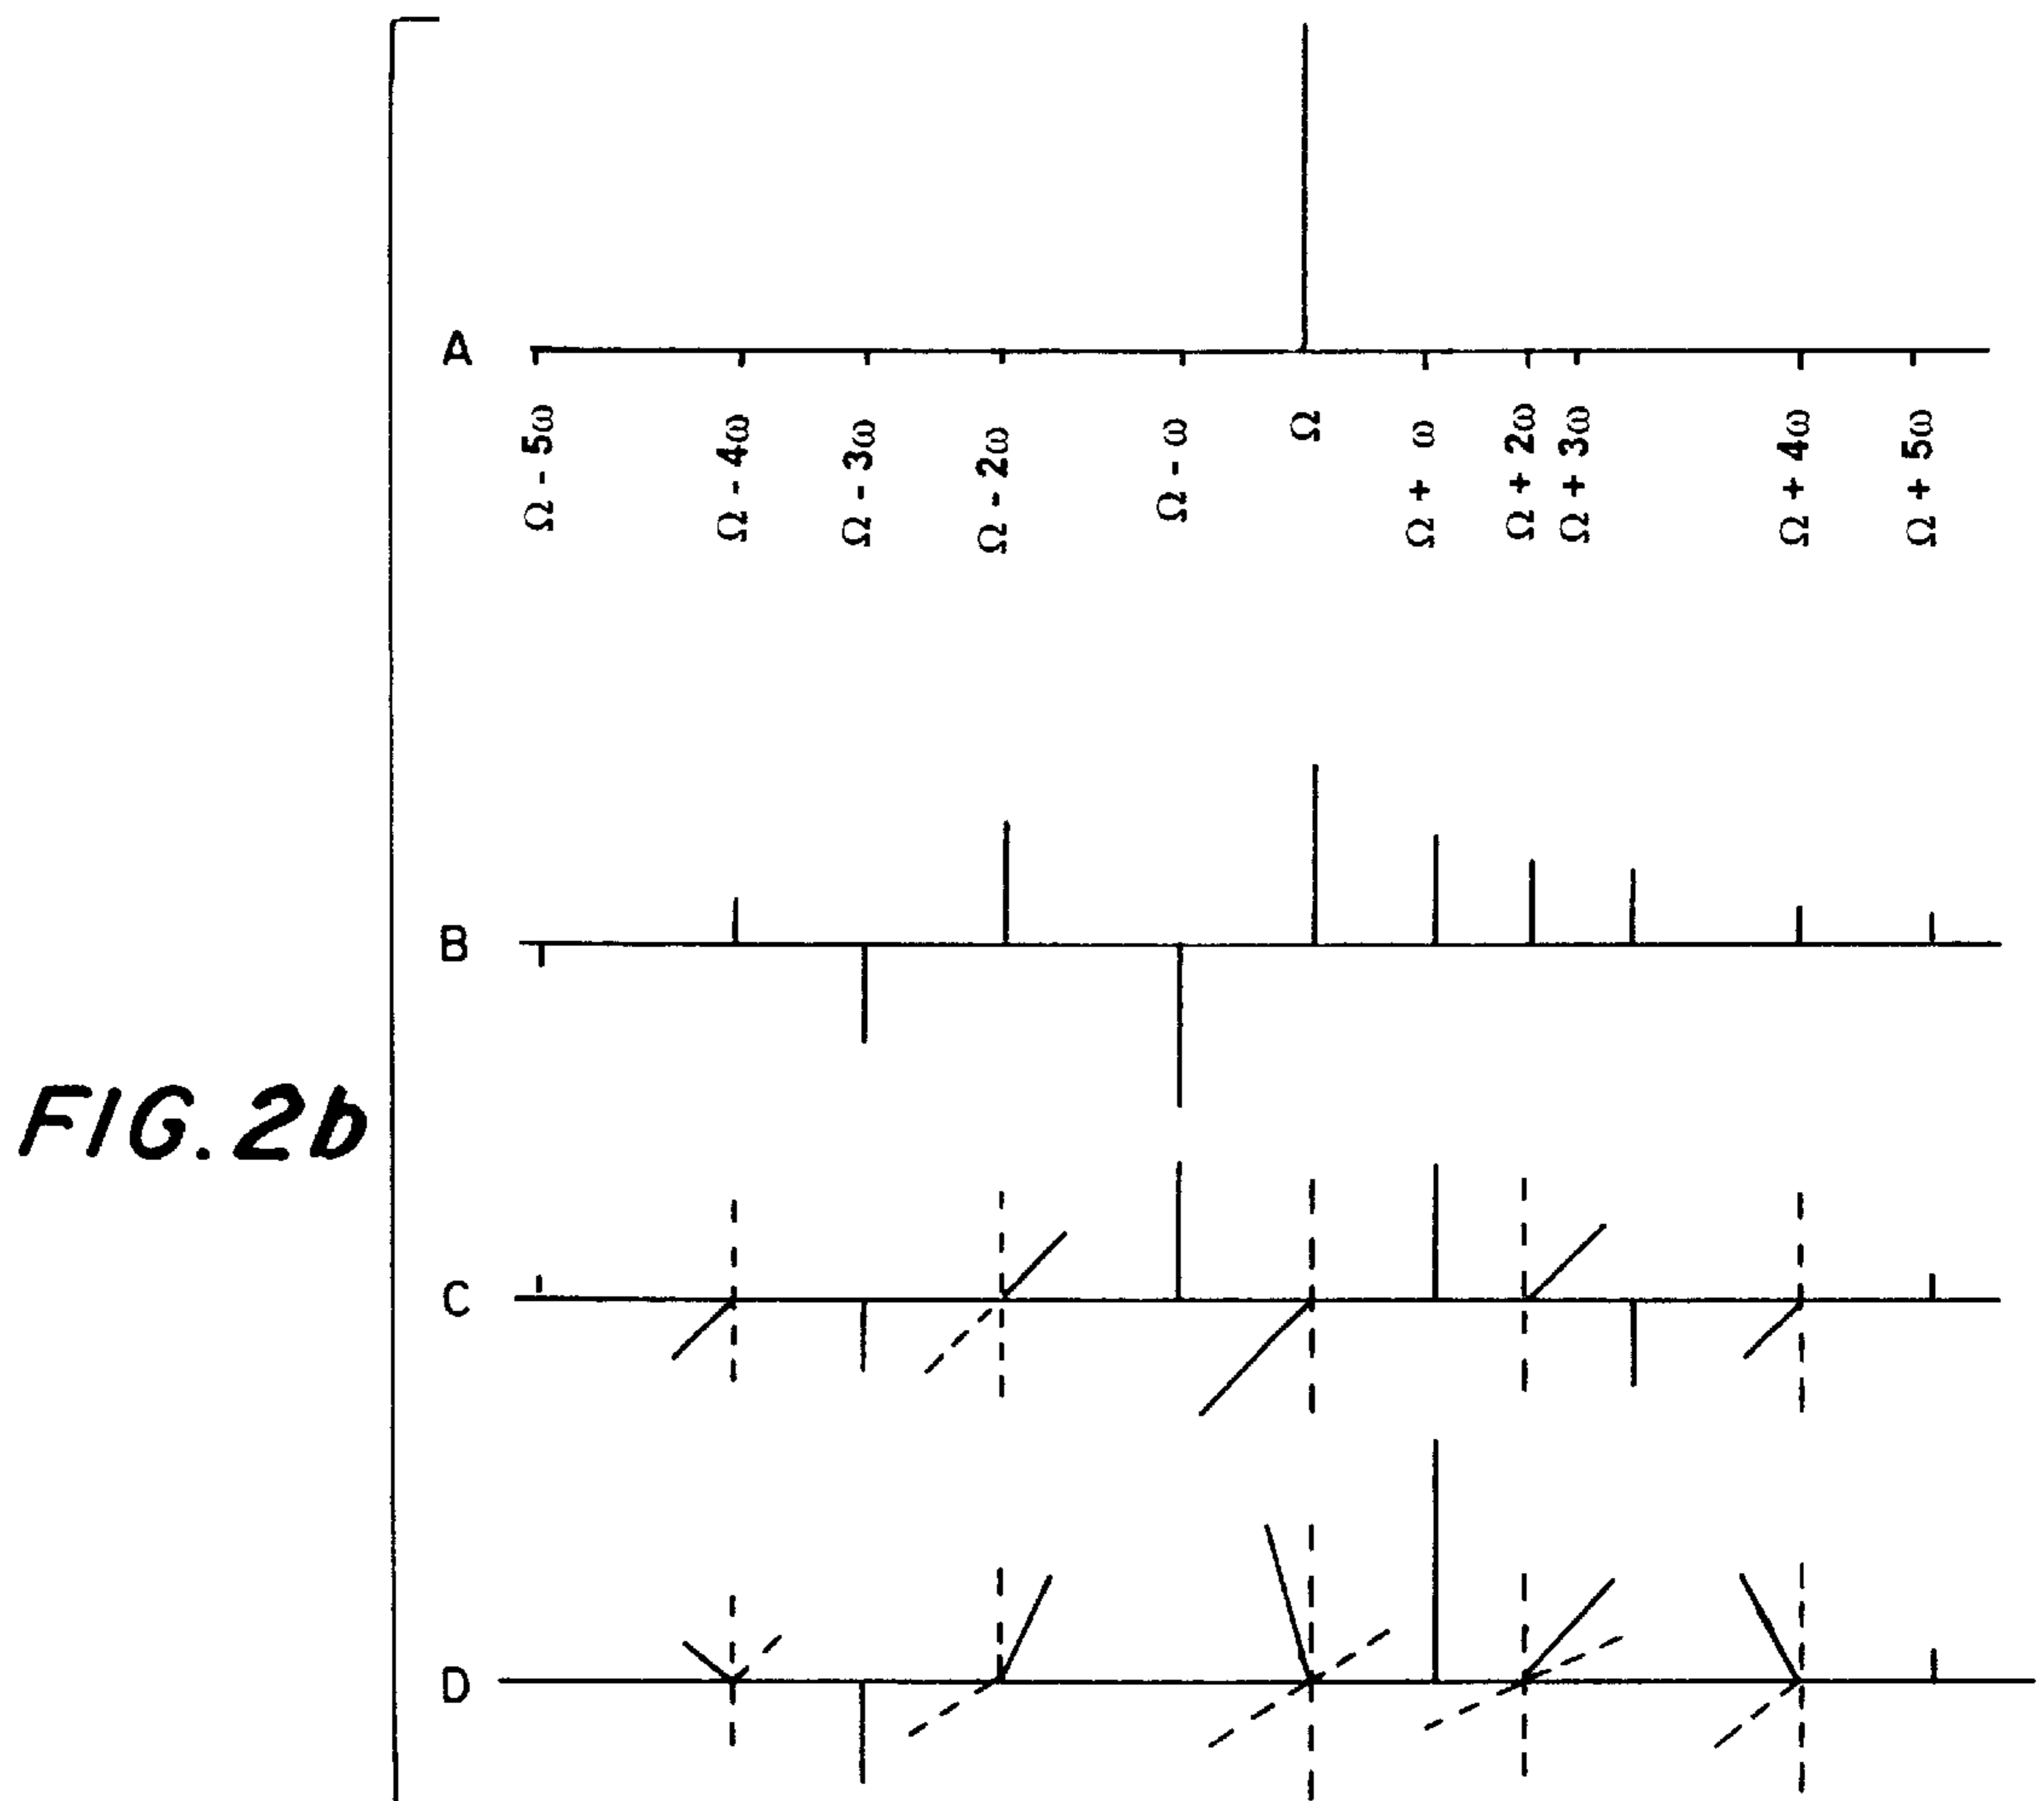 A
Ω - 5ω
Ω - 4ω
Ω - 3ω
Ω - 2ω
Ω - ω
Ω
Ω + ω
Ω + 2ω
Ω + 3ω
Ω + 4ω
Ω + 5ω
B
FIG. 2b
C
D